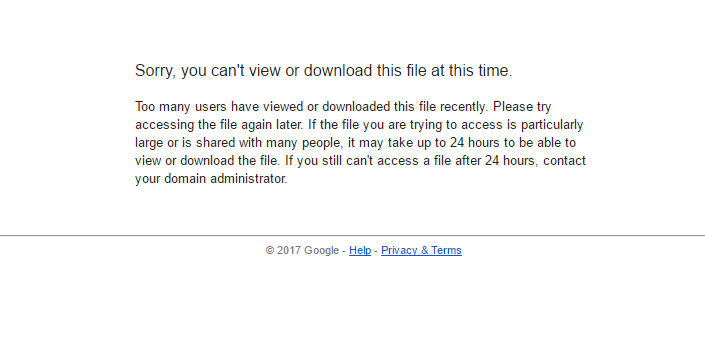 Sorry, you can't view or download this file at this time.
Too many users have viewed or downloaded this file recently. Please try
accessing the file again later. If the file you are trying to access is particularly
large or is shared with many people, it may take up to 24 hours to be able to
view or download the file. If you still can't access a file after 24 hours, contact
your domain administrator.
© 2017 Google - Help - Privacy & Terms